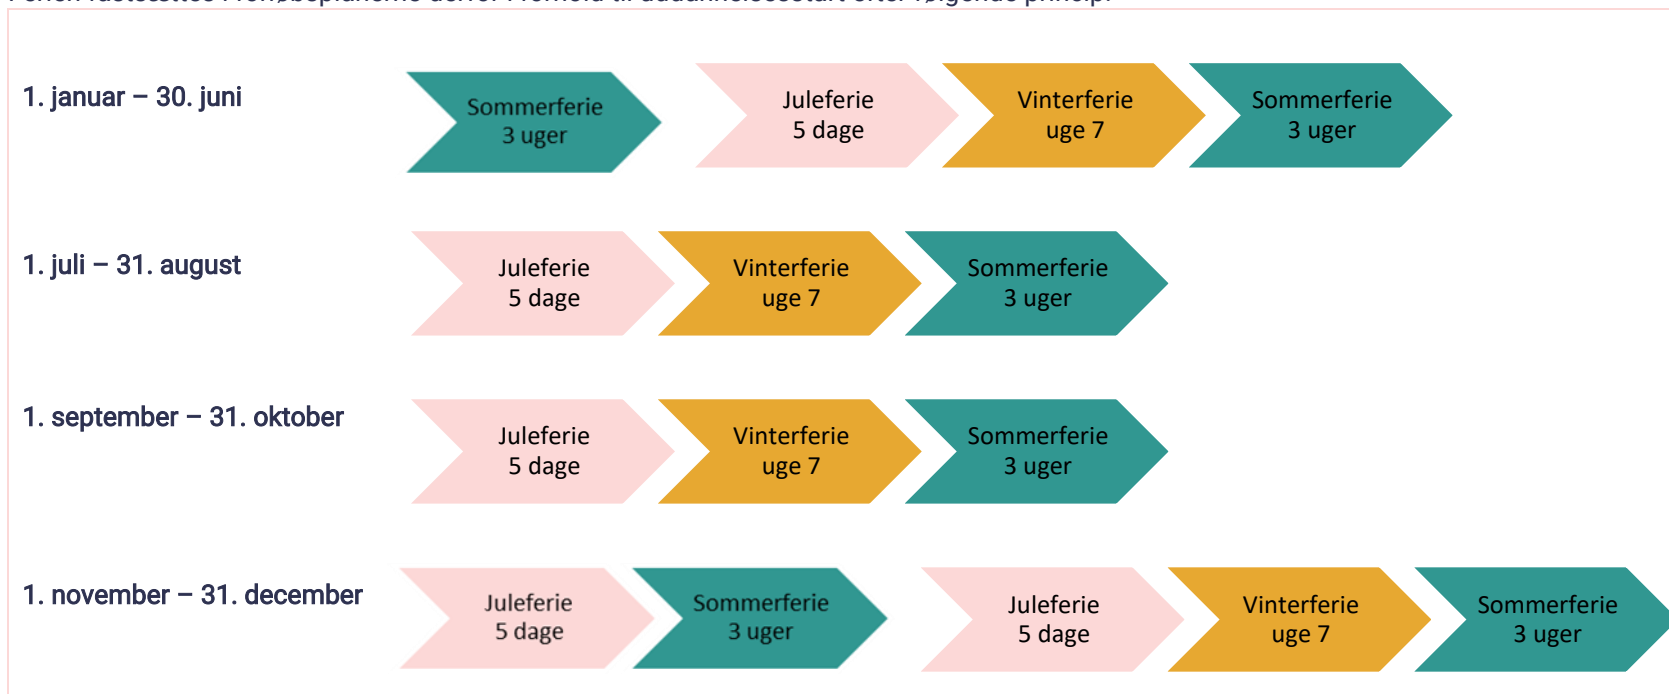 1. januar – 30. juni
Sommerferie
3 uger
Juleferie
5 dage
Vinterferie
uge 7
Sommerferie
3 uger
1. juli – 31. august
Juleferie
5 dage
Vinterferie
uge 7
Sommerferie
3 uger
1. september – 31. oktober
Juleferie
5 dage
Vinterferie
uge 7
Sommerferie
3 uger
1. november – 31. december
Juleferie
5 dage
Sommerferie
3 uger
Juleferie
5 dage
Vinterferie
uge 7
Sommerferie
3 uger